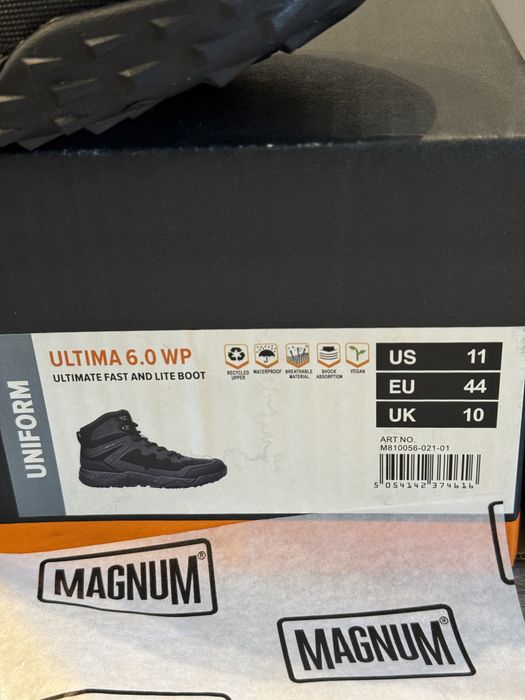 UNIFORM
ULTIMA 6.0 WP
ULTIMATE FAST AND LITE BOOT
RECYCLED UPPER
WATERPROOF
BREATHABLE MATERIAL
SHOCK ABSORPTION
VEGAN
US 11
EU 44
UK 10
ART NO.
M810056-021-01
5 054142 374616
MAGNUM®
MAGNUM®